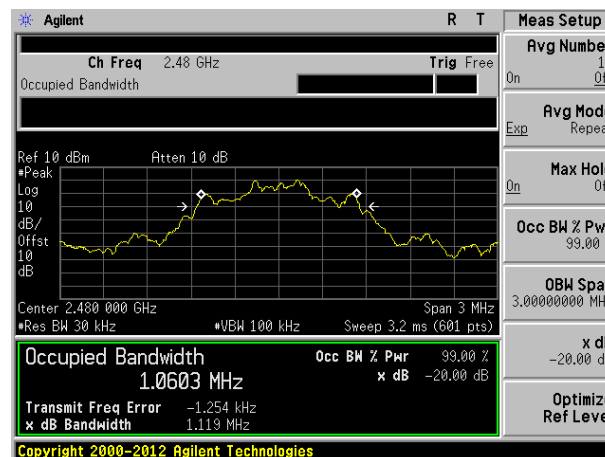 Agilent R T
Meas Setup
Ch Freq 2.48 GHz Trig Free
Occupied Bandwidth
Avg Numbe
1
On Of
Avg Mod
Exp Repea
Ref 10 dBm Atten 10 dB
#Peak
Log
10
dB/
Offst
10
dB
Max Hol
On Of
Occ BW % Pw
99.00
OBW Spa
3.00000000 MH
Center 2.480 000 GHz Span 3 MHz
#Res BW 30 kHz #VBW 100 kHz Sweep 3.2 ms (601 pts)
x d
-20.00 d
Optimiz
Ref Leve
Occupied Bandwidth Occ BW % Pwr 99.00 %
1.0603 MHz x dB -20.00 dB
Transmit Freq Error -1.254 kHz
x dB Bandwidth 1.119 MHz
Copyright 2000-2012 Agilent Technologies